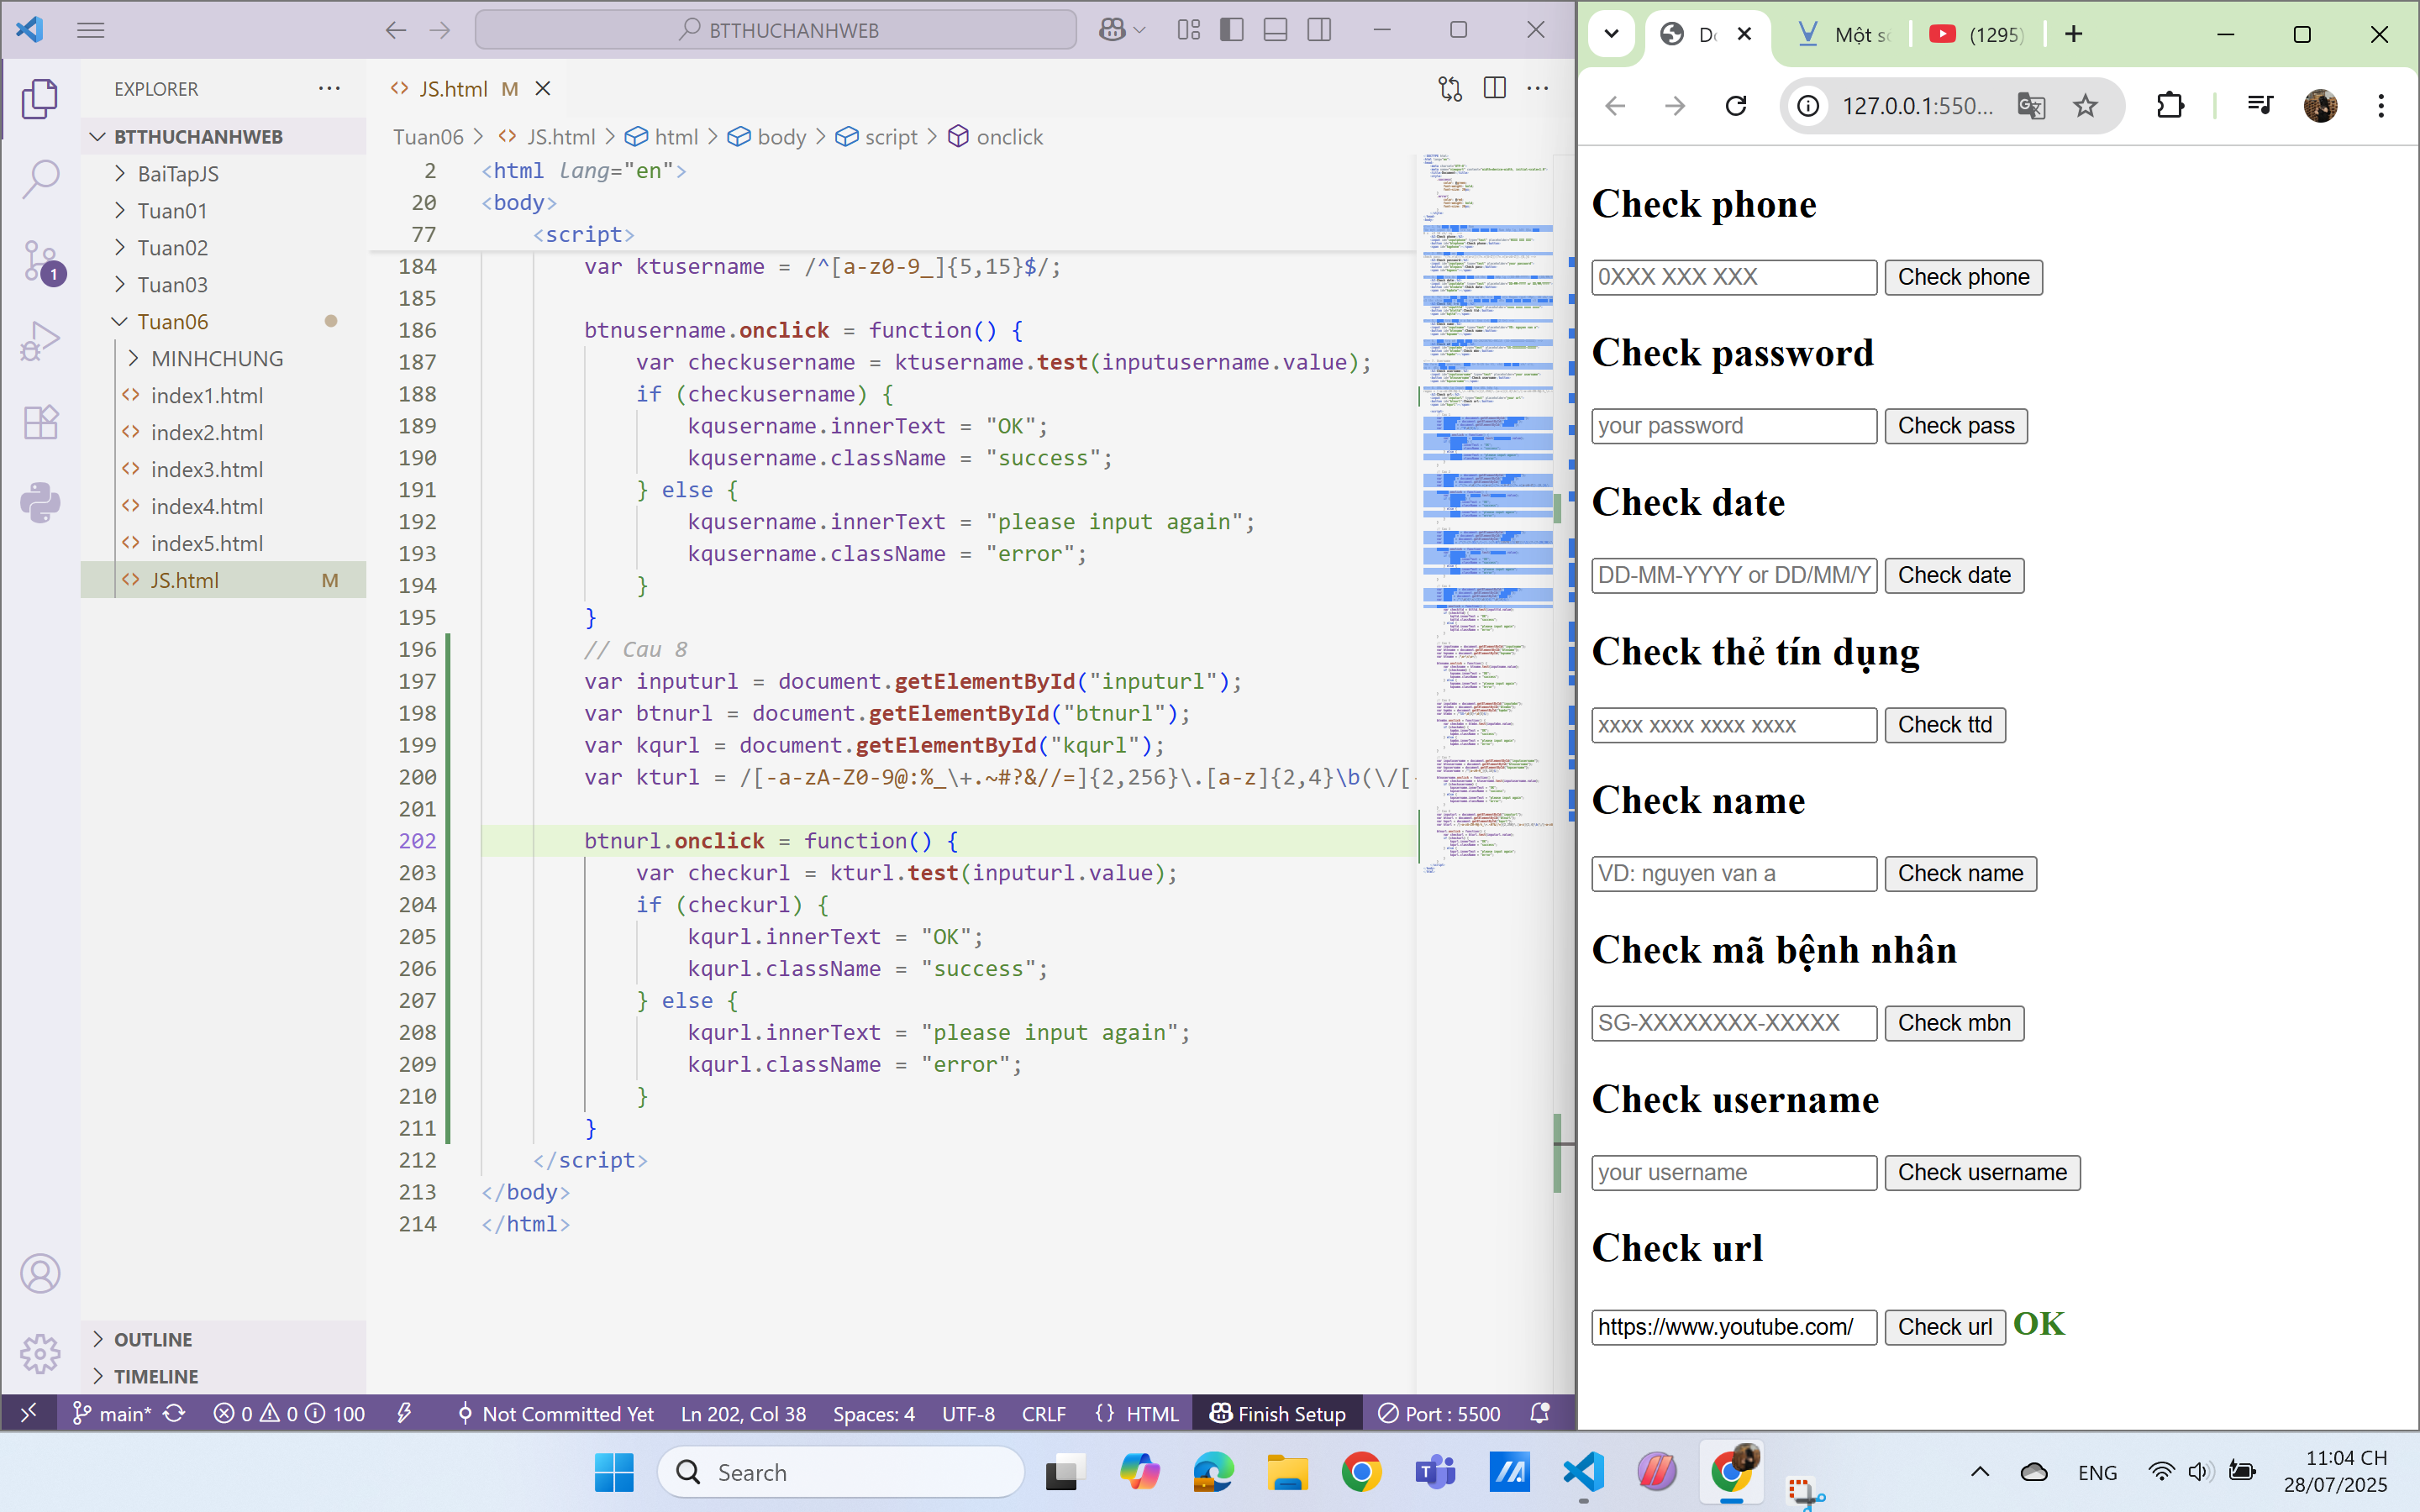 BTTHUCHANHWEB
EXPLORER
BTTHUCHANHWEB
BaiTapJS
Tuan01
Tuan02
Tuan03
Tuan06
MINHCHUNG
index1.html
index2.html
index3.html
index4.html
index5.html
JS.html M
OUTLINE
TIMELINE
1
JS.html M
Tuan06 > JS.html > html > body > script > onclick
2 <html lang="en">
20 <body>
77 <script>
184 var ktusername = /^[a-z0-9_]{5,15}$/;
185
186 btnusername.onclick = function() {
187 var checkusername = ktusername.test(inputusername.value);
188 if (checkusername) {
189 kqusername.innerText = "OK";
190 kqusername.className = "success";
191 } else {
192 kqusername.innerText = "please input again";
193 kqusername.className = "error";
194 }
195 }
196 // Cau 8
197 var inputurl = document.getElementById("inputurl");
198 var btnurl = document.getElementById("btnurl");
199 var kqurl = document.getElementById("kqurl");
200 var kturl = /[-a-zA-Z0-9@:%_\+.~#?&//=]{2,256}\.[a-z]{2,4}\b(\/[
201
202 btnurl.onclick = function() {
203 var checkurl = kturl.test(inputurl.value);
204 if (checkurl) {
205 kqurl.innerText = "OK";
206 kqurl.className = "success";
207 } else {
208 kqurl.innerText = "please input again";
209 kqurl.className = "error";
210 }
211 }
212 </script>
213 </body>
214 </html>
main* 0 0 100 Not Committed Yet Ln 202, Col 38 Spaces: 4 UTF-8 CRLF {} HTML Finish Setup Port : 5500
Một (1295)
127.0.0.1:550...
Check phone
0XXX XXX XXX Check phone
Check password
your password Check pass
Check date
DD-MM-YYYY or DD/MM/Y Check date
Check thẻ tín dụng
xxxx xxxx xxxx xxxx Check ttd
Check name
VD: nguyen van a Check name
Check mã bệnh nhân
SG-XXXXXXXX-XXXXX Check mbn
Check username
your username Check username
Check url
https://www.youtube.com/ Check url OK
Search
ENG
11:04 CH
28/07/2025